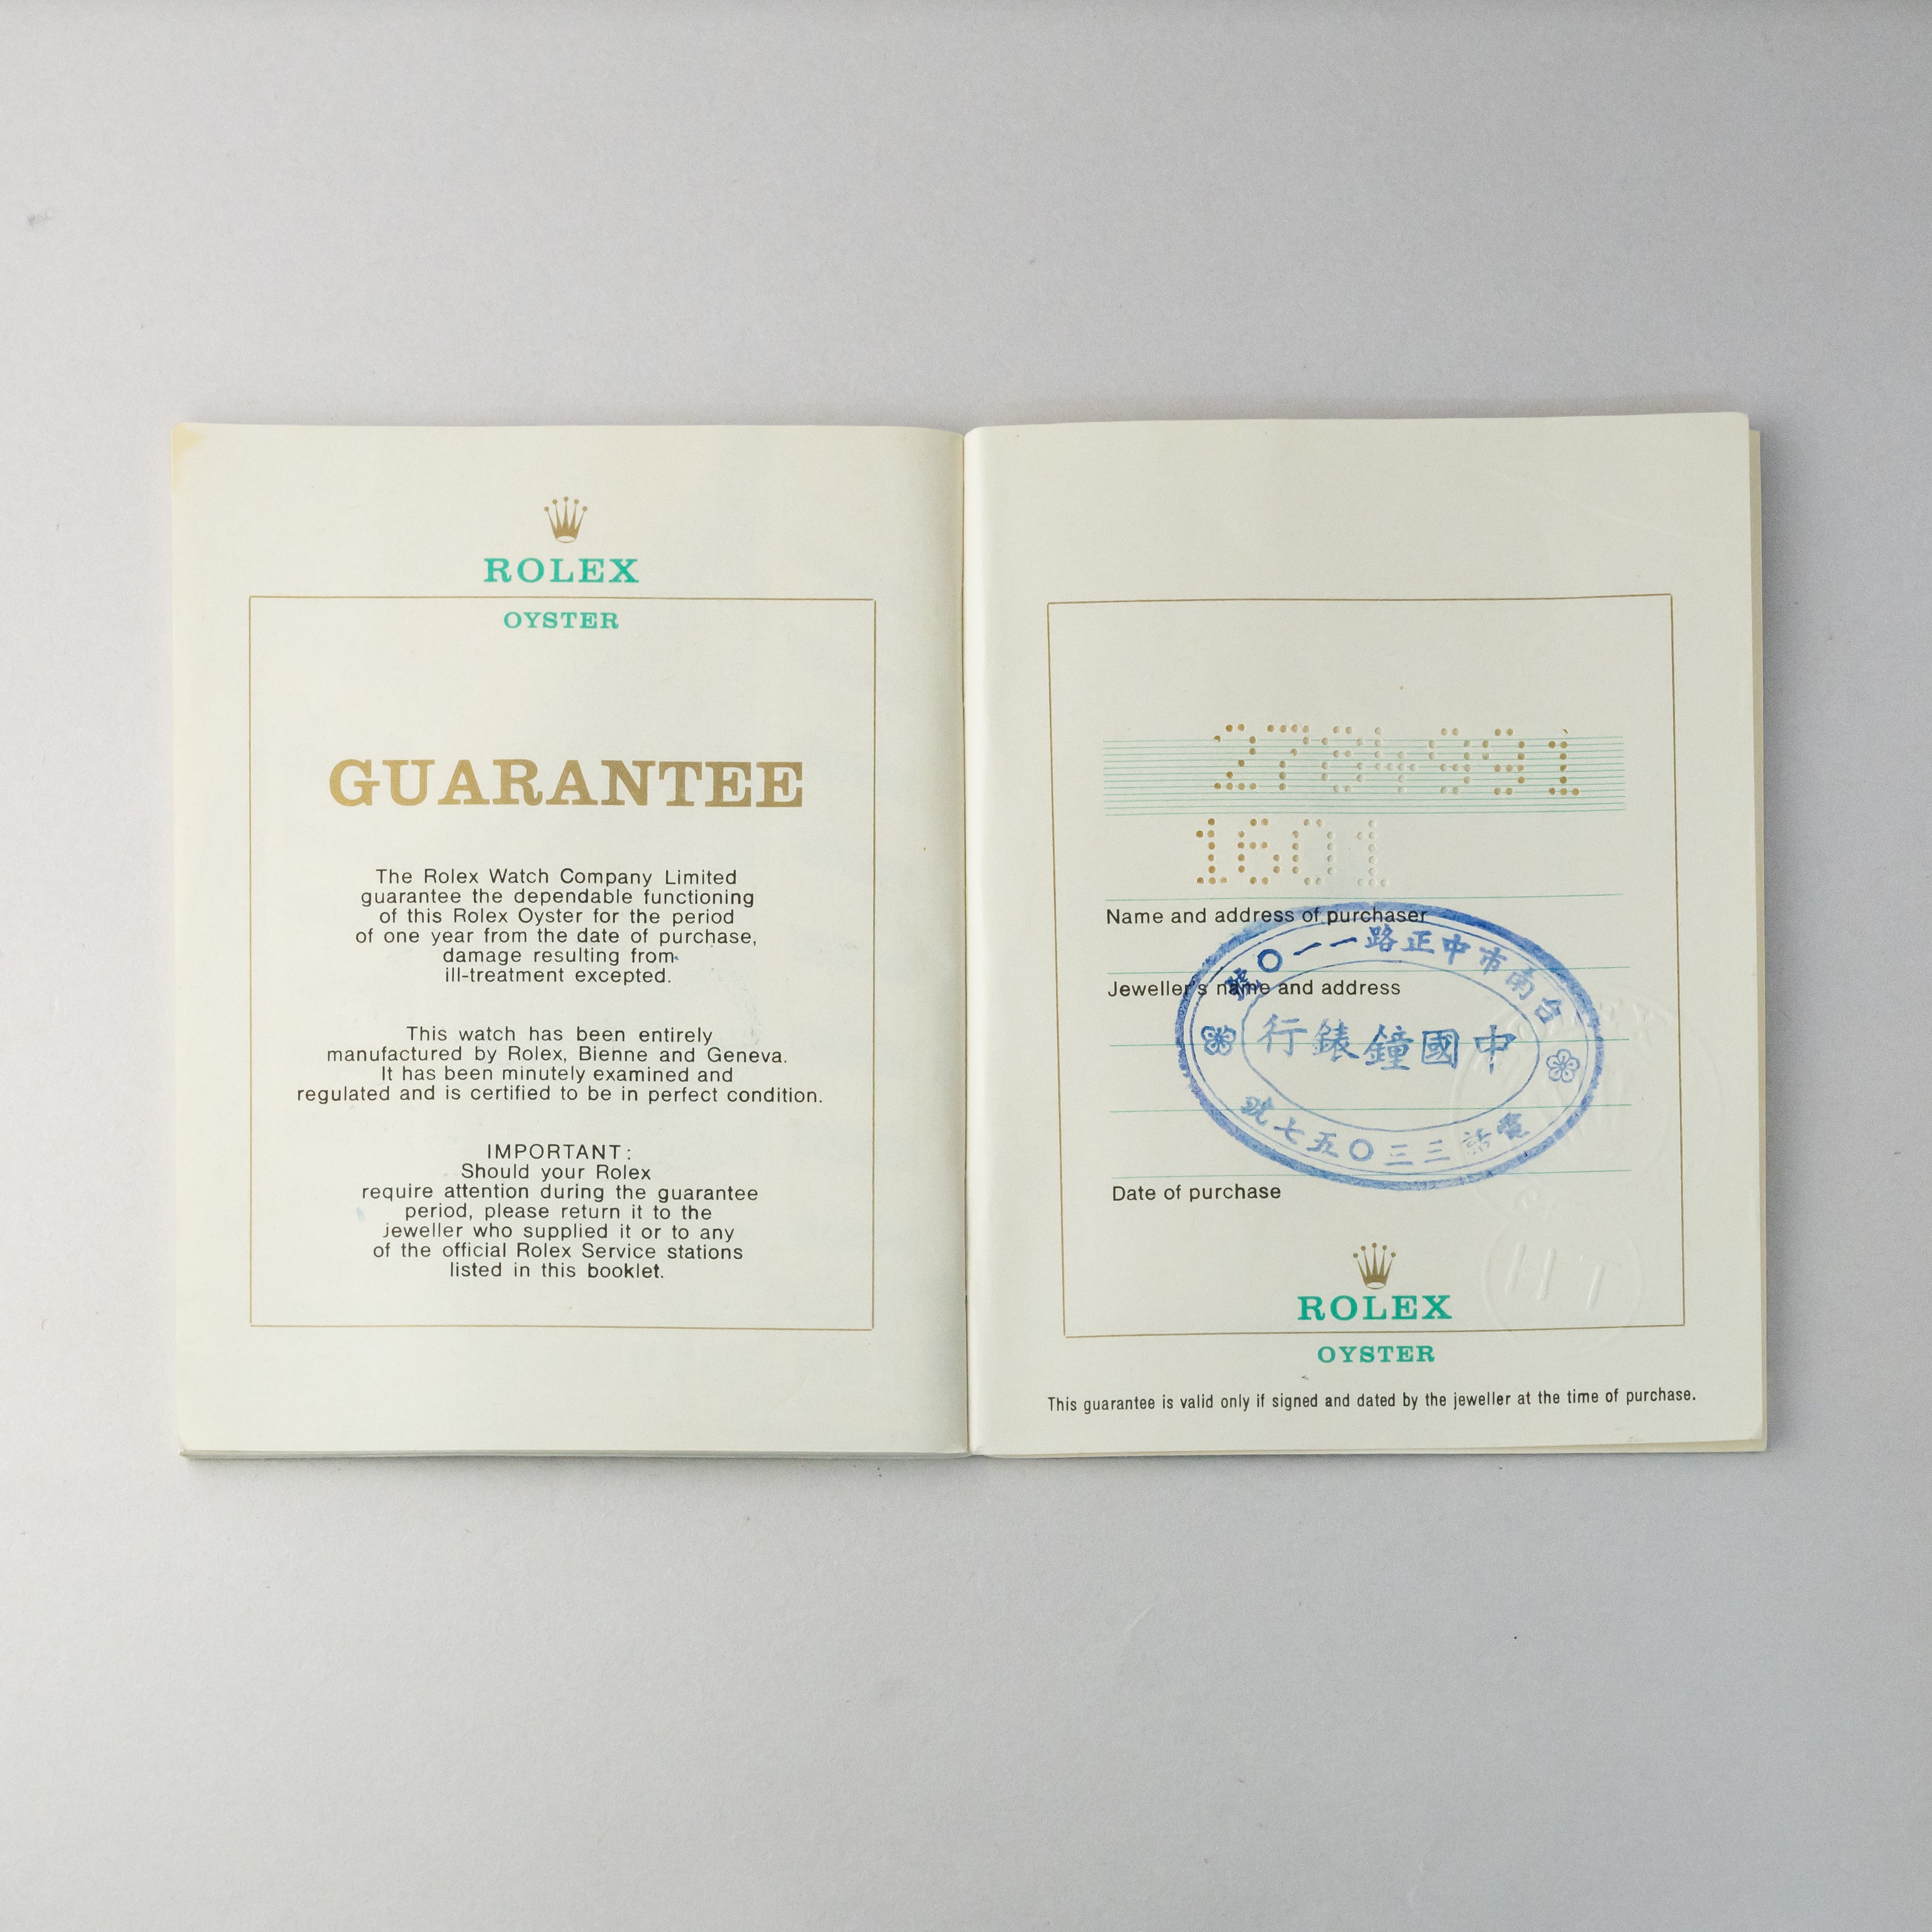 ROLEX
OYSTER
GUARANTEE
The Rolex Watch Company Limited
guarantee the dependable functioning
of this Rolex Oyster for the period
of one year from the date of purchase,
damage resulting from
ill-treatment excepted.
This watch has been entirely
manufactured by Rolex, Bienne and Geneva.
It has been minutely examined and
regulated and is certified to be in perfect condition.
IMPORTANT:
Should your Rolex
require attention during the guarantee
period, please return it to the
jeweller who supplied it or to any
of the official Rolex Service stations
listed in this booklet.
1601
Name and address of purchaser
台南市中正路一一〇號
Jeweller's name and address
中國鐘錶行
電話三三〇五七號
Date of purchase
ROLEX
OYSTER
This guarantee is valid only if signed and dated by the jeweller at the time of purchase.